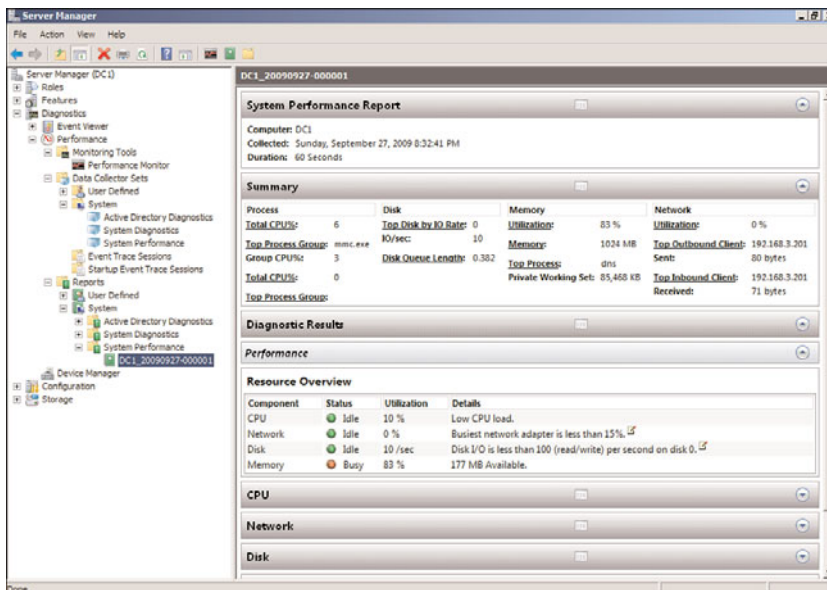 Server Manager
File Action View Help
Server Manager (DC1)
Roles
Features
Diagnostics
Event Viewer
Performance
Monitoring Tools
Performance Monitor
Data Collector Sets
User Defined
System
Active Directory Diagnostics
System Diagnostics
System Performance
Event Trace Sessions
Startup Event Trace Sessions
Reports
User Defined
System
Active Directory Diagnostics
System Diagnostics
System Performance
DC1_20090927-000001
Device Manager
Configuration
Storage
DC1_20090927-000001
System Performance Report
Computer: DC1
Collected: Sunday, September 27, 2009 8:32:41 PM
Duration: 60 Seconds
Summary
Process Disk Memory Network
Total CPU%: 6 Top Disk by IO Rate: 0 Utilization: 83 % Utilization: 0 %
Top Process Group: mmc.exe IO/sec: 10 Memory: 1024 MB Top Outbound Client: 192.168.3.201
Group CPU%: 3 Disk Queue Length: 0.382 Top Process: dns Sent: 80 bytes
Total CPU%: 0 Private Working Set: 85,468 KB Top Inbound Client: 192.168.3.201
Top Process Group: Received: 71 bytes
Diagnostic Results
Performance
Resource Overview
Component Status Utilization Details
CPU Idle 10 % Low CPU load.
Network Idle 0 % Busiest network adapter is less than 15%.
Disk Idle 10 /sec Disk I/O is less than 100 (read/write) per second on disk 0.
Memory Busy 83 % 177 MB Available.
CPU
Network
Disk
Done